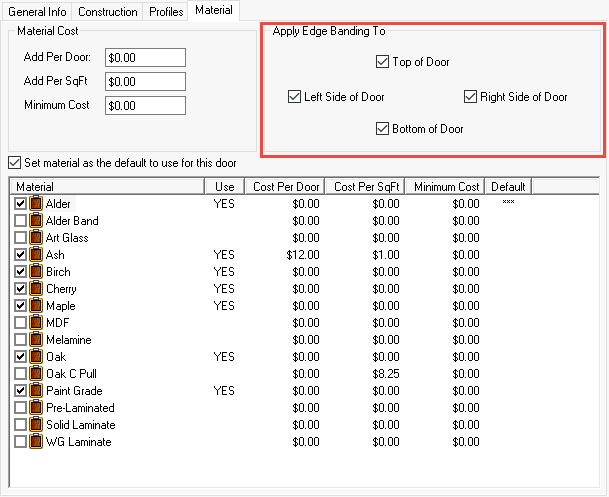 General Info Construction Profiles Material
Material Cost
Add Per Door: $0.00
Add Per SqFt $0.00
Minimum Cost $0.00
Apply Edge Banding To
Top of Door
Left Side of Door Right Side of Door
Bottom of Door
Set material as the default to use for this door
Material Use Cost Per Door Cost Per SqFt Minimum Cost Default
Alder YES $0.00 $0.00 $0.00 ***
Alder Band $0.00 $0.00 $0.00
Art Glass $0.00 $0.00 $0.00
Ash YES $12.00 $1.00 $0.00
Birch YES $0.00 $0.00 $0.00
Cherry YES $0.00 $0.00 $0.00
Maple YES $0.00 $0.00 $0.00
MDF $0.00 $0.00 $0.00
Melamine $0.00 $0.00 $0.00
Oak YES $0.00 $0.00 $0.00
Oak C Pull $0.00 $8.25 $0.00
Paint Grade YES $0.00 $0.00 $0.00
Pre-Laminated $0.00 $0.00 $0.00
Solid Laminate $0.00 $0.00 $0.00
WG Laminate $0.00 $0.00 $0.00